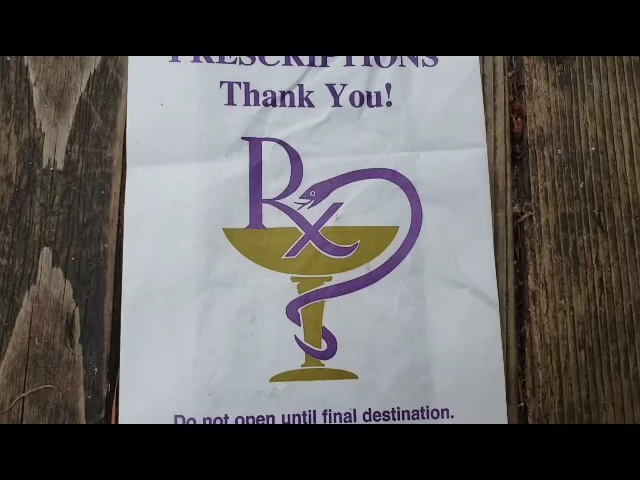 PRESCRIPTIONS
Thank You!
Rx
Do not open until final destination.